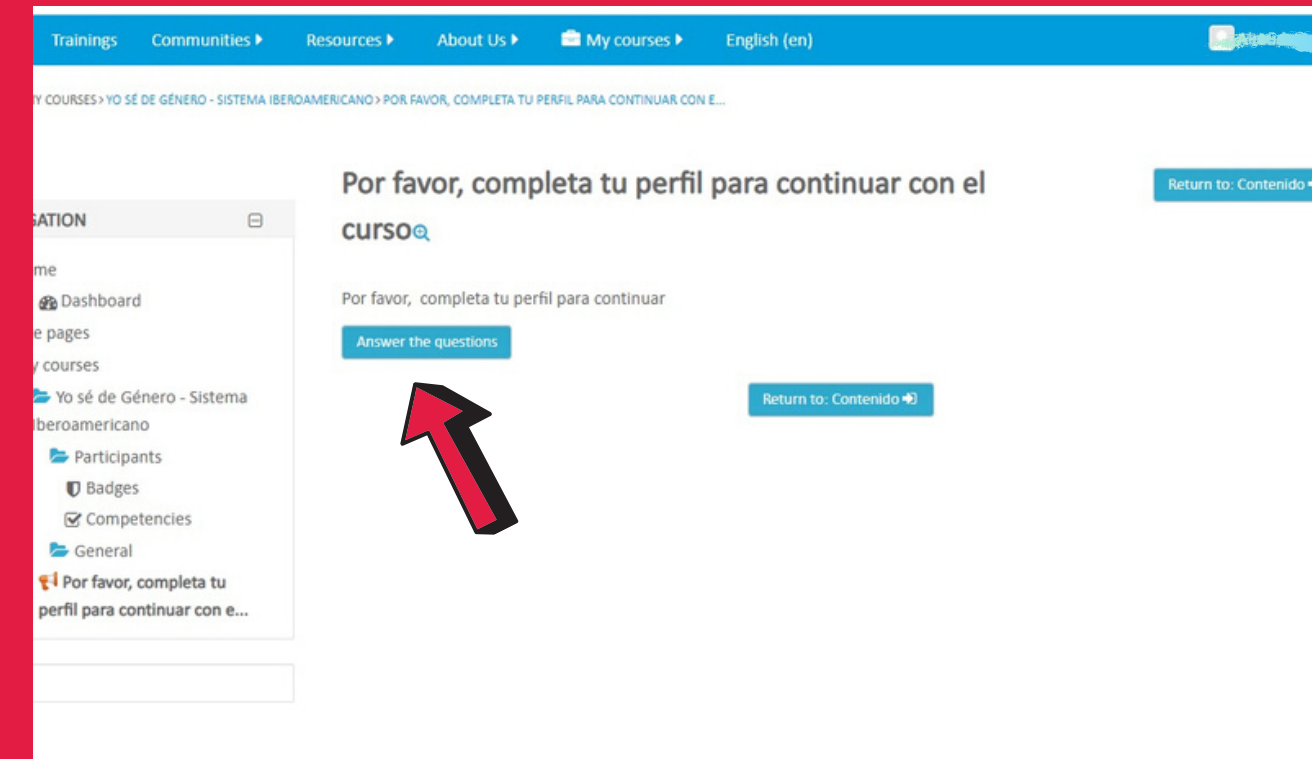 Trainings Communities Resources About Us My courses English (en)
MY COURSES > YO SÉ DE GÉNERO - SISTEMA IBEROAMERICANO > POR FAVOR, COMPLETA TU PERFIL PARA CONTINUAR CON E...
Por favor, completa tu perfil para continuar con el
curso
Return to: Contenido
Por favor, completa tu perfil para continuar
Answer the questions
Return to: Contenido
GATION
me
Dashboard
e pages
y courses
Yo sé de Género - Sistema
Iberoamericano
Participants
Badges
Competencies
General
Por favor, completa tu
perfil para continuar con e...